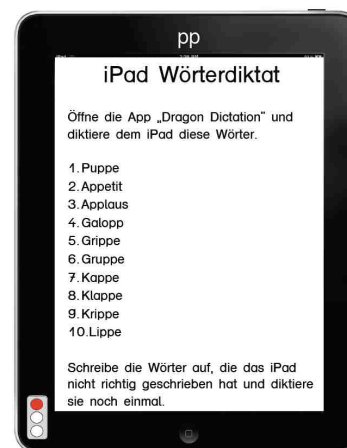 pp
iPad Wörterdiktat
Öffne die App „Dragon Dictation“ und
diktiere dem iPad diese Wörter.
1. Puppe
2. Appetit
3. Applaus
4. Galopp
5. Grippe
6. Gruppe
7. Kappe
8. Klappe
9. Krippe
10. Lippe
Schreibe die Wörter auf, die das iPad
nicht richtig geschrieben hat und diktiere
sie noch einmal.